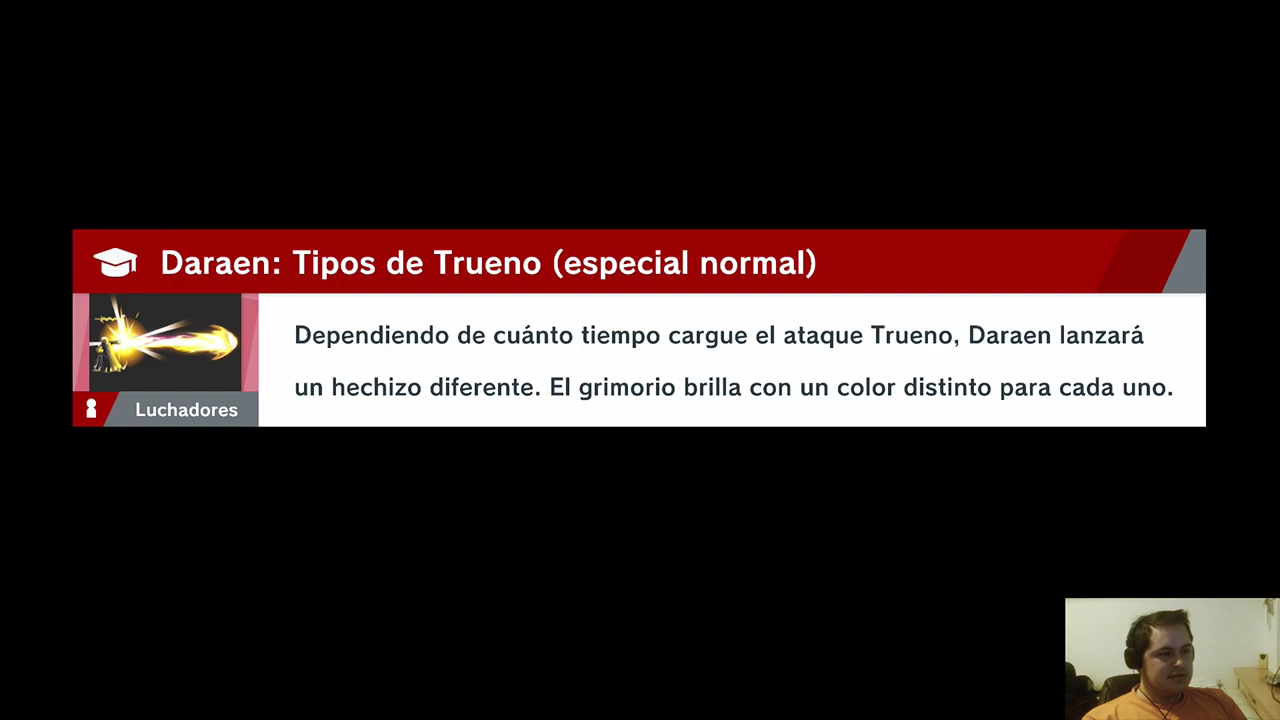 Daraen: Tipos de Trueno (especial normal)
Dependiendo de cuánto tiempo cargue el ataque Trueno, Daraen lanzará
un hechizo diferente. El grimorio brilla con un color distinto para cada uno.
Luchadores